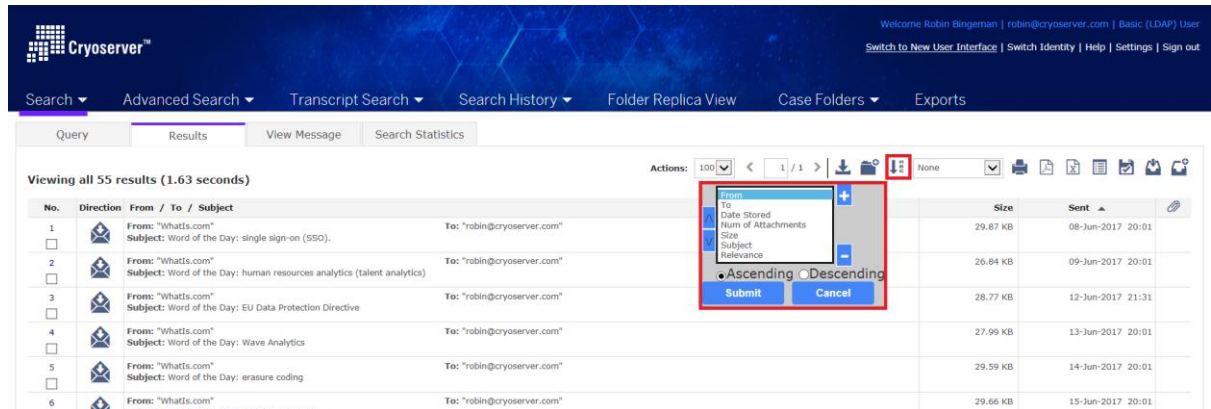 Welcome Robin Bingeman | robin@cryoserver.com | Basic (LDAP) User
Cryoserver™
Switch to New User Interface | Switch Identity | Help | Settings | Sign out
Search Advanced Search Transcript Search Search History Folder Replica View Case Folders Exports
Query Results View Message Search Statistics
Viewing all 55 results (1.63 seconds)
Actions: 100 1 / 1 None
From
To
Date Stored
Num of Attachments
Size
Subject
Relevance
Ascending Descending
Submit Cancel
No. Direction From / To / Subject Size Sent
1 From: "WhatIs.com" To: "robin@cryoserver.com" 29.87 KB 08-Jun-2017 20:01
Subject: Word of the Day: single sign-on (SSO).
2 From: "WhatIs.com" To: "robin@cryoserver.com" 26.84 KB 09-Jun-2017 20:01
Subject: Word of the Day: human resources analytics (talent analytics)
3 From: "WhatIs.com" To: "robin@cryoserver.com" 28.77 KB 12-Jun-2017 21:31
Subject: Word of the Day: EU Data Protection Directive
4 From: "WhatIs.com" To: "robin@cryoserver.com" 27.99 KB 13-Jun-2017 20:01
Subject: Word of the Day: Wave Analytics
5 From: "WhatIs.com" To: "robin@cryoserver.com" 29.59 KB 14-Jun-2017 20:01
Subject: Word of the Day: erasure coding
6 From: "WhatIs.com" To: "robin@cryoserver.com" 29.66 KB 15-Jun-2017 20:01